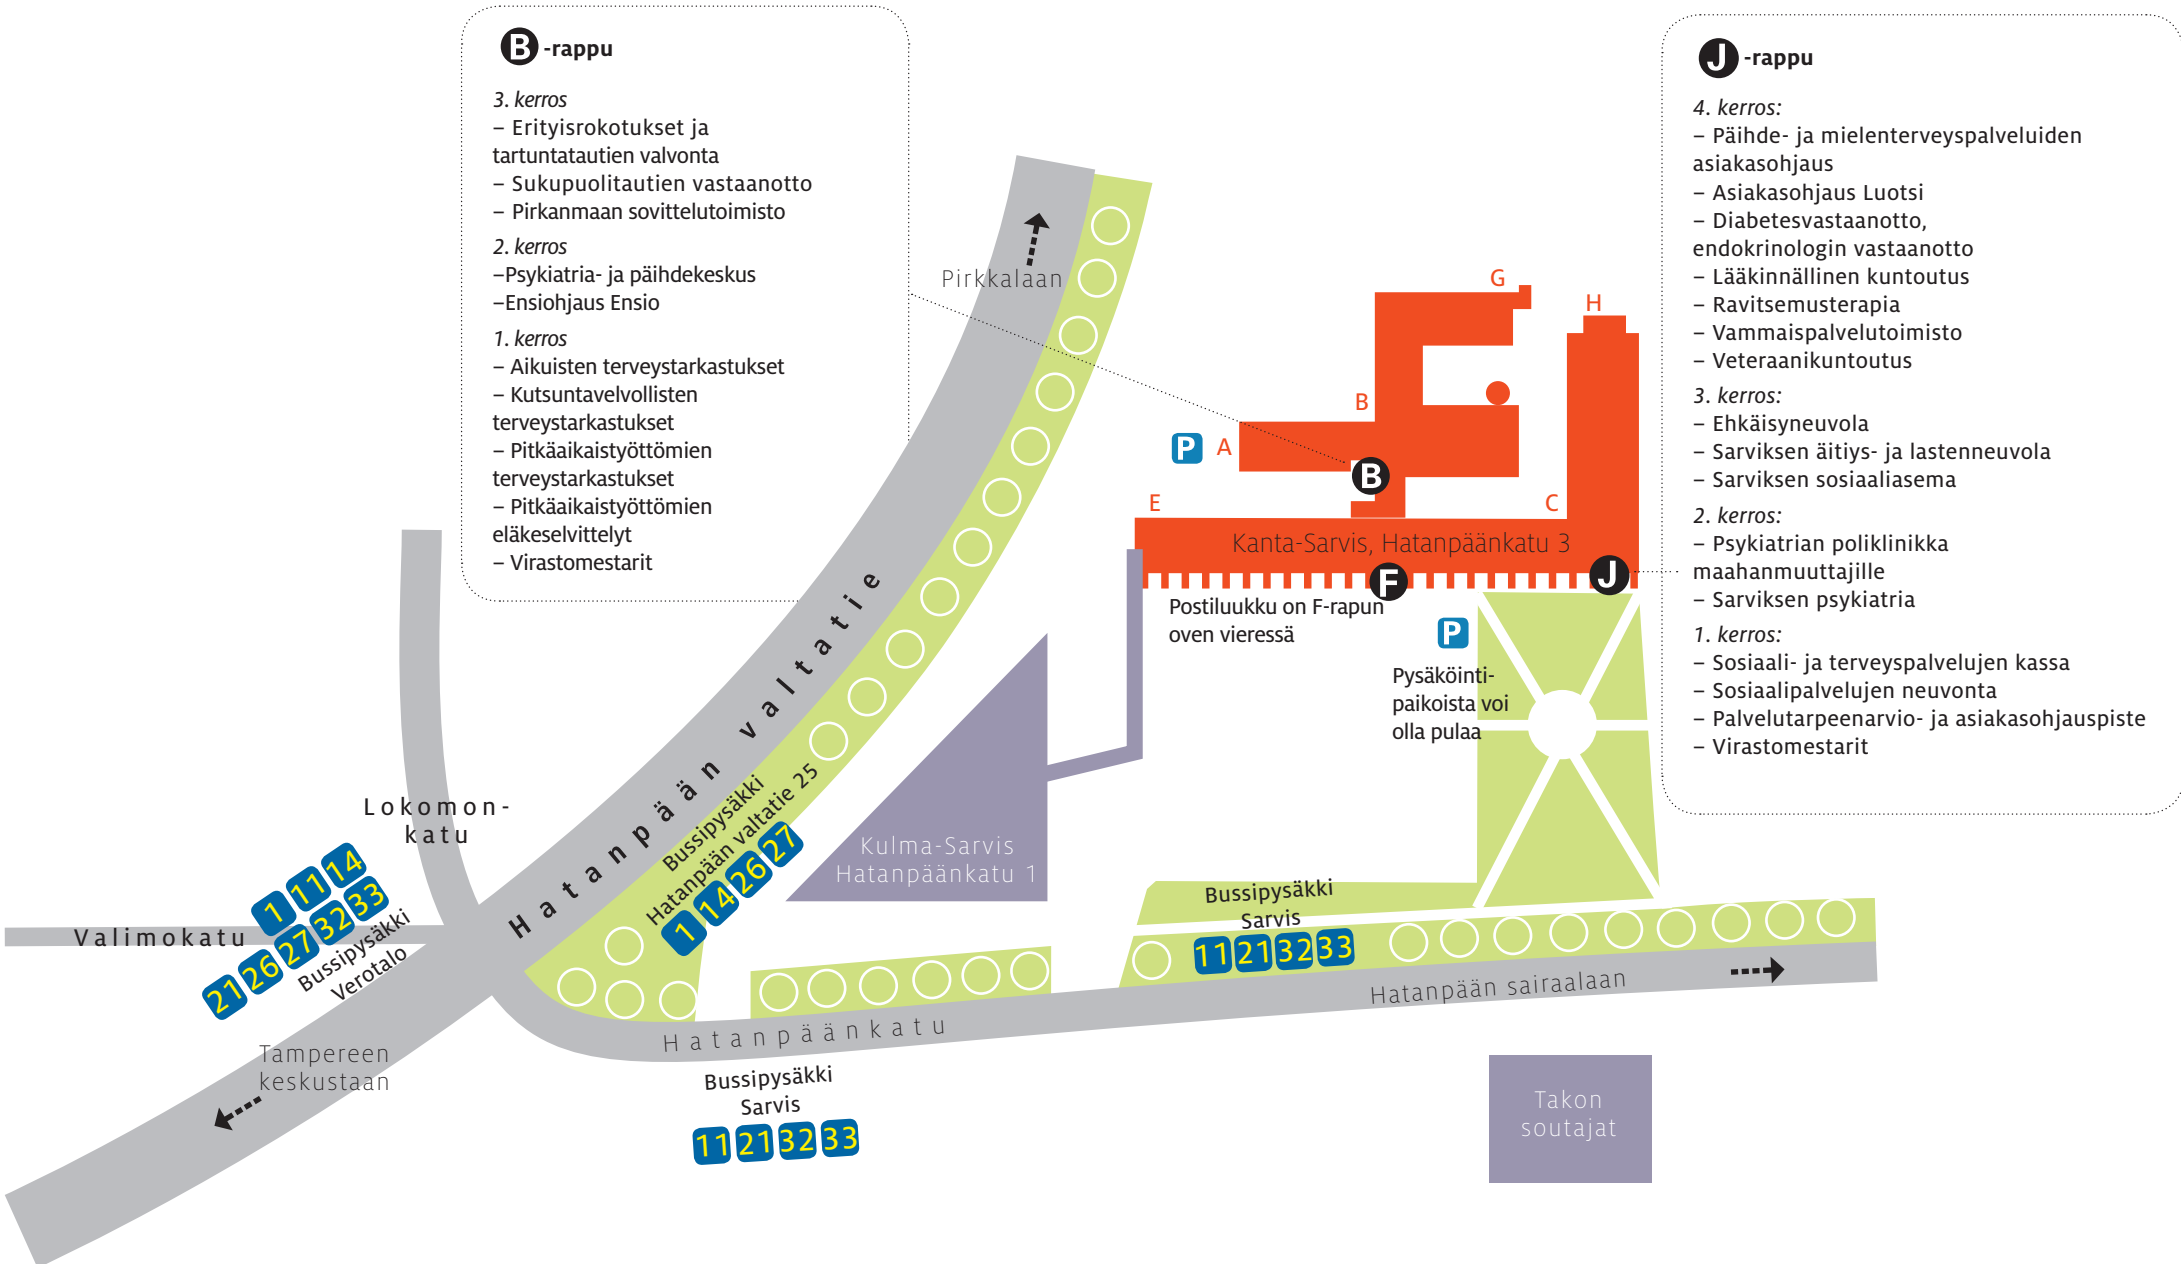 B -rappu
3. kerros
– Erityisrokotukset ja
tartuntatautien valvonta
– Sukupuolitautien vastaanotto
– Pirkanmaan sovittelutoimisto
2. kerros
–Psykiatria- ja päihdekeskus
–Ensiohjaus Ensio
1. kerros
– Aikuisten terveystarkastukset
– Kutsuntavelvollisten
terveystarkastukset
– Pitkäaikaistyöttömien
terveystarkastukset
– Pitkäaikaistyöttömien
eläkeselvittelyt
– Virastomestarit
J -rappu
4. kerros:
– Päihde- ja mielenterveyspalveluiden
asiakasohjaus
– Asiakasohjaus Luotsi
– Diabetesvastaanotto,
endokrinologin vastaanotto
– Lääkinnällinen kuntoutus
– Ravitsemusterapia
– Vammaispalvelutoimisto
– Veteraanikuntoutus
3. kerros:
– Ehkäisyneuvola
– Sarviksen äitiys- ja lastenneuvola
– Sarviksen sosiaaliasema
2. kerros:
– Psykiatrian poliklinikka
maahanmuuttajille
– Sarviksen psykiatria
1. kerros:
– Sosiaali- ja terveyspalvelujen kassa
– Sosiaalipalvelujen neuvonta
– Palvelutarpeenarvio- ja asiakasohjauspiste
– Virastomestarit
Pirkkalaan
G
H
B
P A
B
E
C
Kanta-Sarvis, Hatanpäänkatu 3
F
J
Postiluukku on F-rapun
oven vieressä
P
Pysäköinti-
paikoista voi
olla pulaa
Hatanpään valtatie
Bussipysäkki
Hatanpään valtatie 25
1 14 26 27
Kulma-Sarvis
Hatanpäänkatu 1
Lokomon-
katu
Valimokatu
1 11 14
21 26 27 32 33
Bussipysäkki
Verotalo
Bussipysäkki
Sarvis
11 21 32 33
Hatanpään sairaalaan
Hatanpäänkatu
Tampereen
keskustaan
Bussipysäkki
Sarvis
11 21 32 33
Takon
soutajat